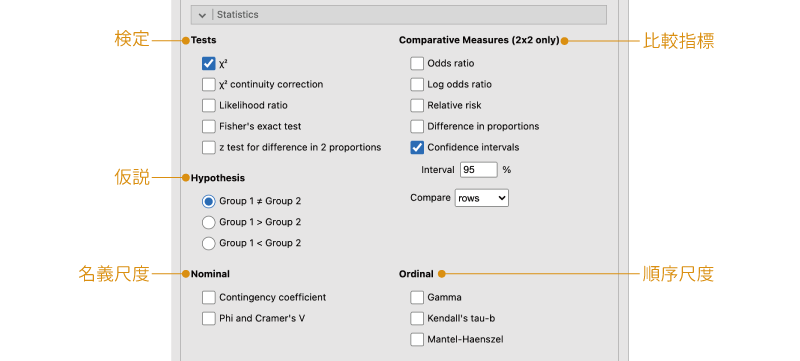 Statistics
検定
Tests
χ²
χ² continuity correction
Likelihood ratio
Fisher's exact test
z test for difference in 2 proportions
Comparative Measures (2x2 only)
比較指標
Odds ratio
Log odds ratio
Relative risk
Difference in proportions
Confidence intervals
Interval 95 %
Compare rows
仮説
Hypothesis
Group 1 ≠ Group 2
Group 1 > Group 2
Group 1 < Group 2
名義尺度
Nominal
Contingency coefficient
Phi and Cramer's V
Ordinal
順序尺度
Gamma
Kendall's tau-b
Mantel-Haenszel